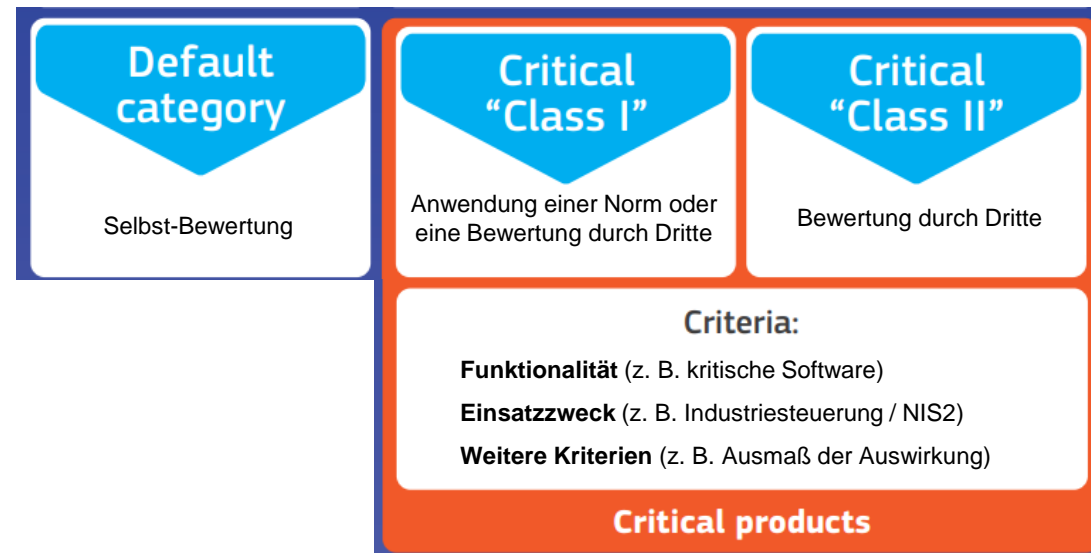 Default
category
Selbst-Bewertung
Critical
“Class I”
Anwendung einer Norm oder
eine Bewertung durch Dritte
Critical
“Class II”
Bewertung durch Dritte
Criteria:
Funktionalität (z. B. kritische Software)
Einsatzzweck (z. B. Industriesteuerung / NIS2)
Weitere Kriterien (z. B. Ausmaß der Auswirkung)
Critical products